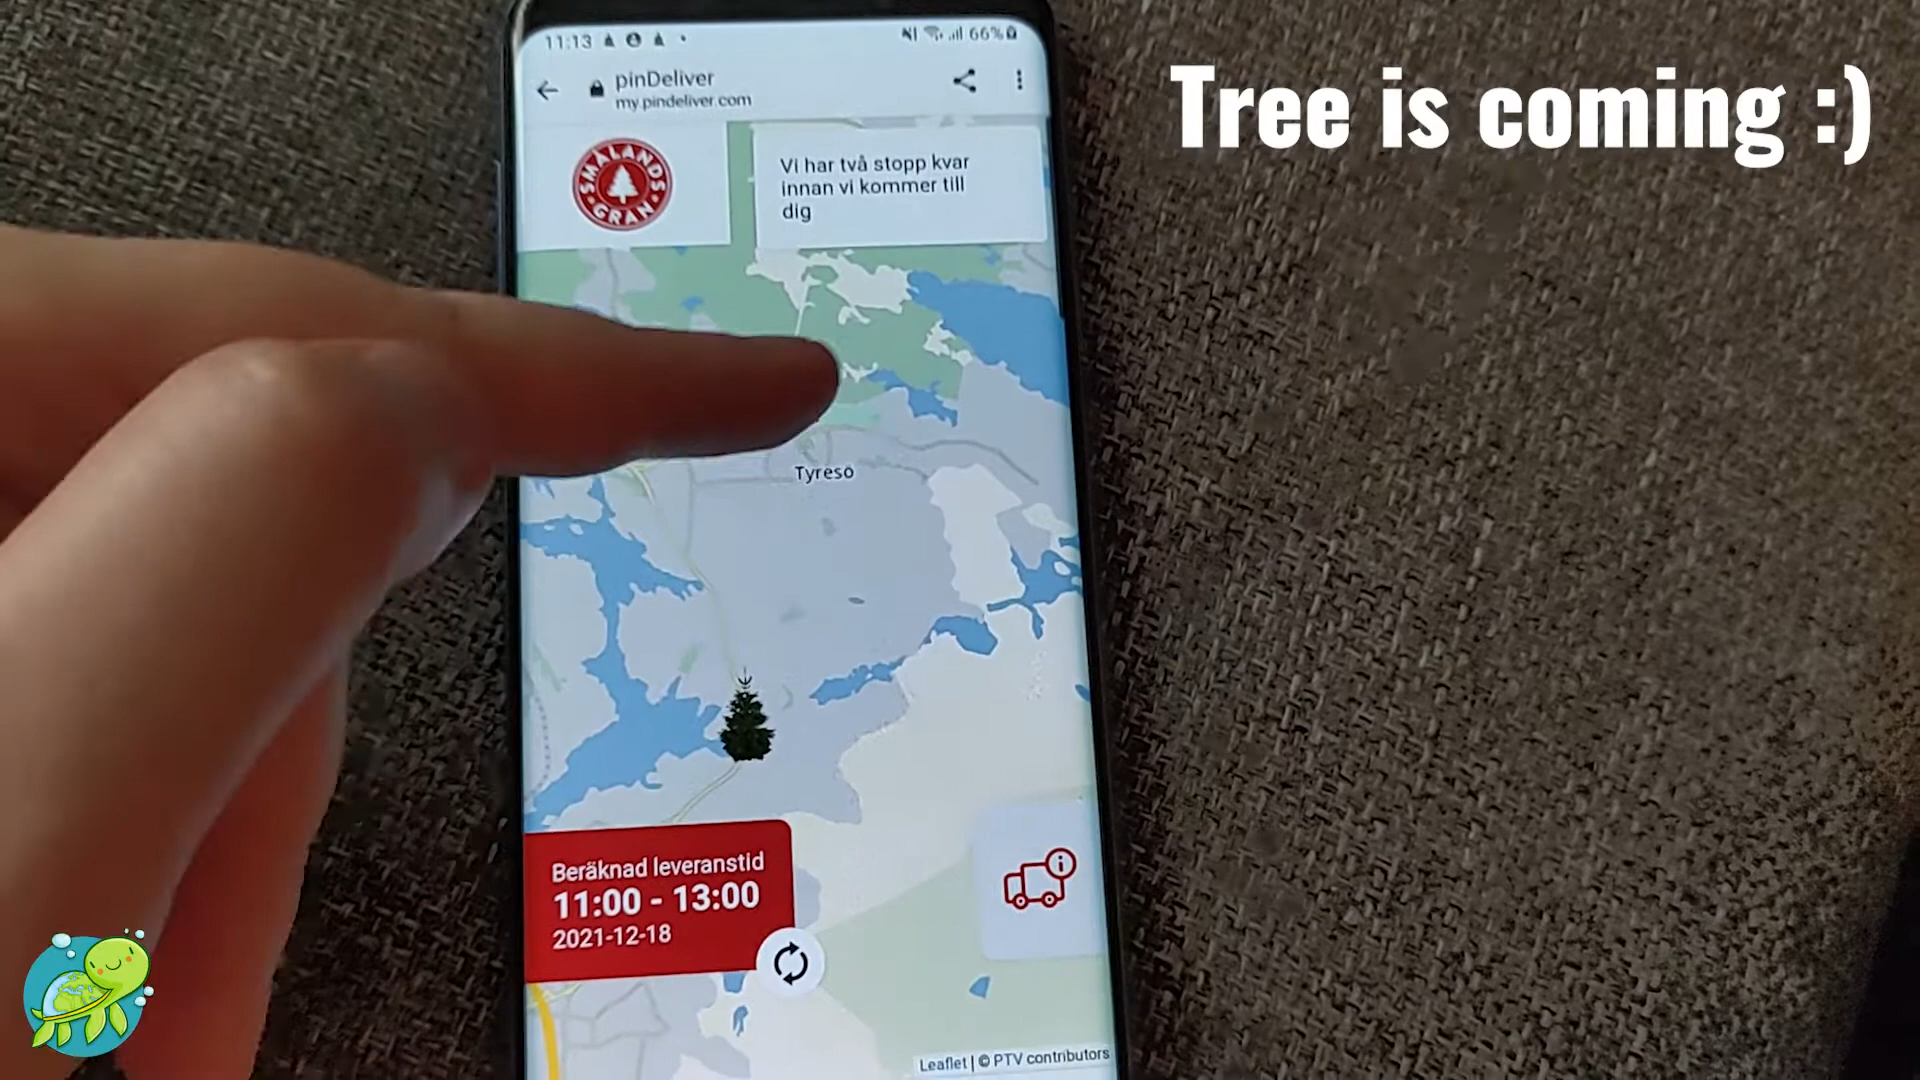 Tree is coming :)
11:13
66%
pinDeliver
my.pindeliver.com
SMÅLANDS
GRAN
Vi har två stopp kvar
innan vi kommer till
dig
Tyresö
Beräknad leveranstid
11:00 - 13:00
2021-12-18
Leaflet | © PTV contributors